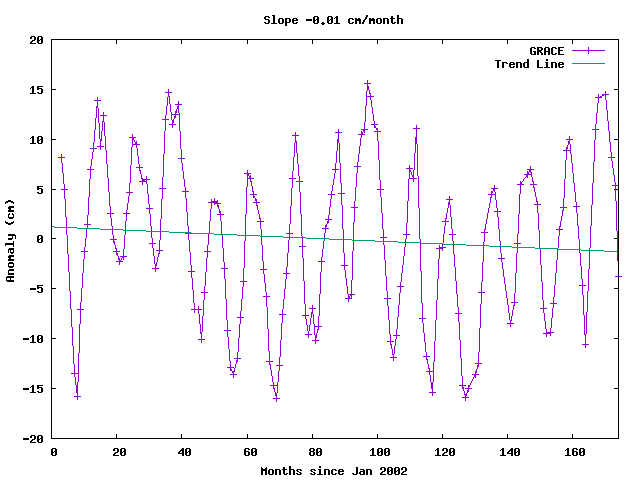 Slope -0.01 cm/month
20
15
10
5
0
-5
-10
-15
-20
Anomaly (cm)
GRACE
Trend Line
0 20 40 60 80 100 120 140 160
Months since Jan 2002